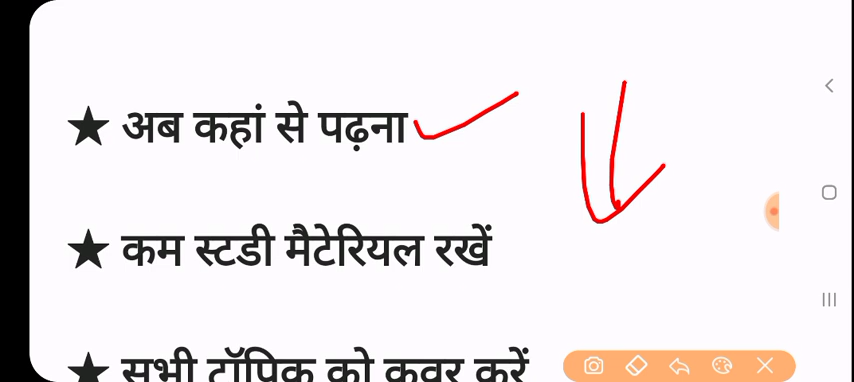 ★ अब कहां से पढ़ना
★ कम स्टडी मैटेरियल रखें
★ सभी टॉपिक को कवर करें